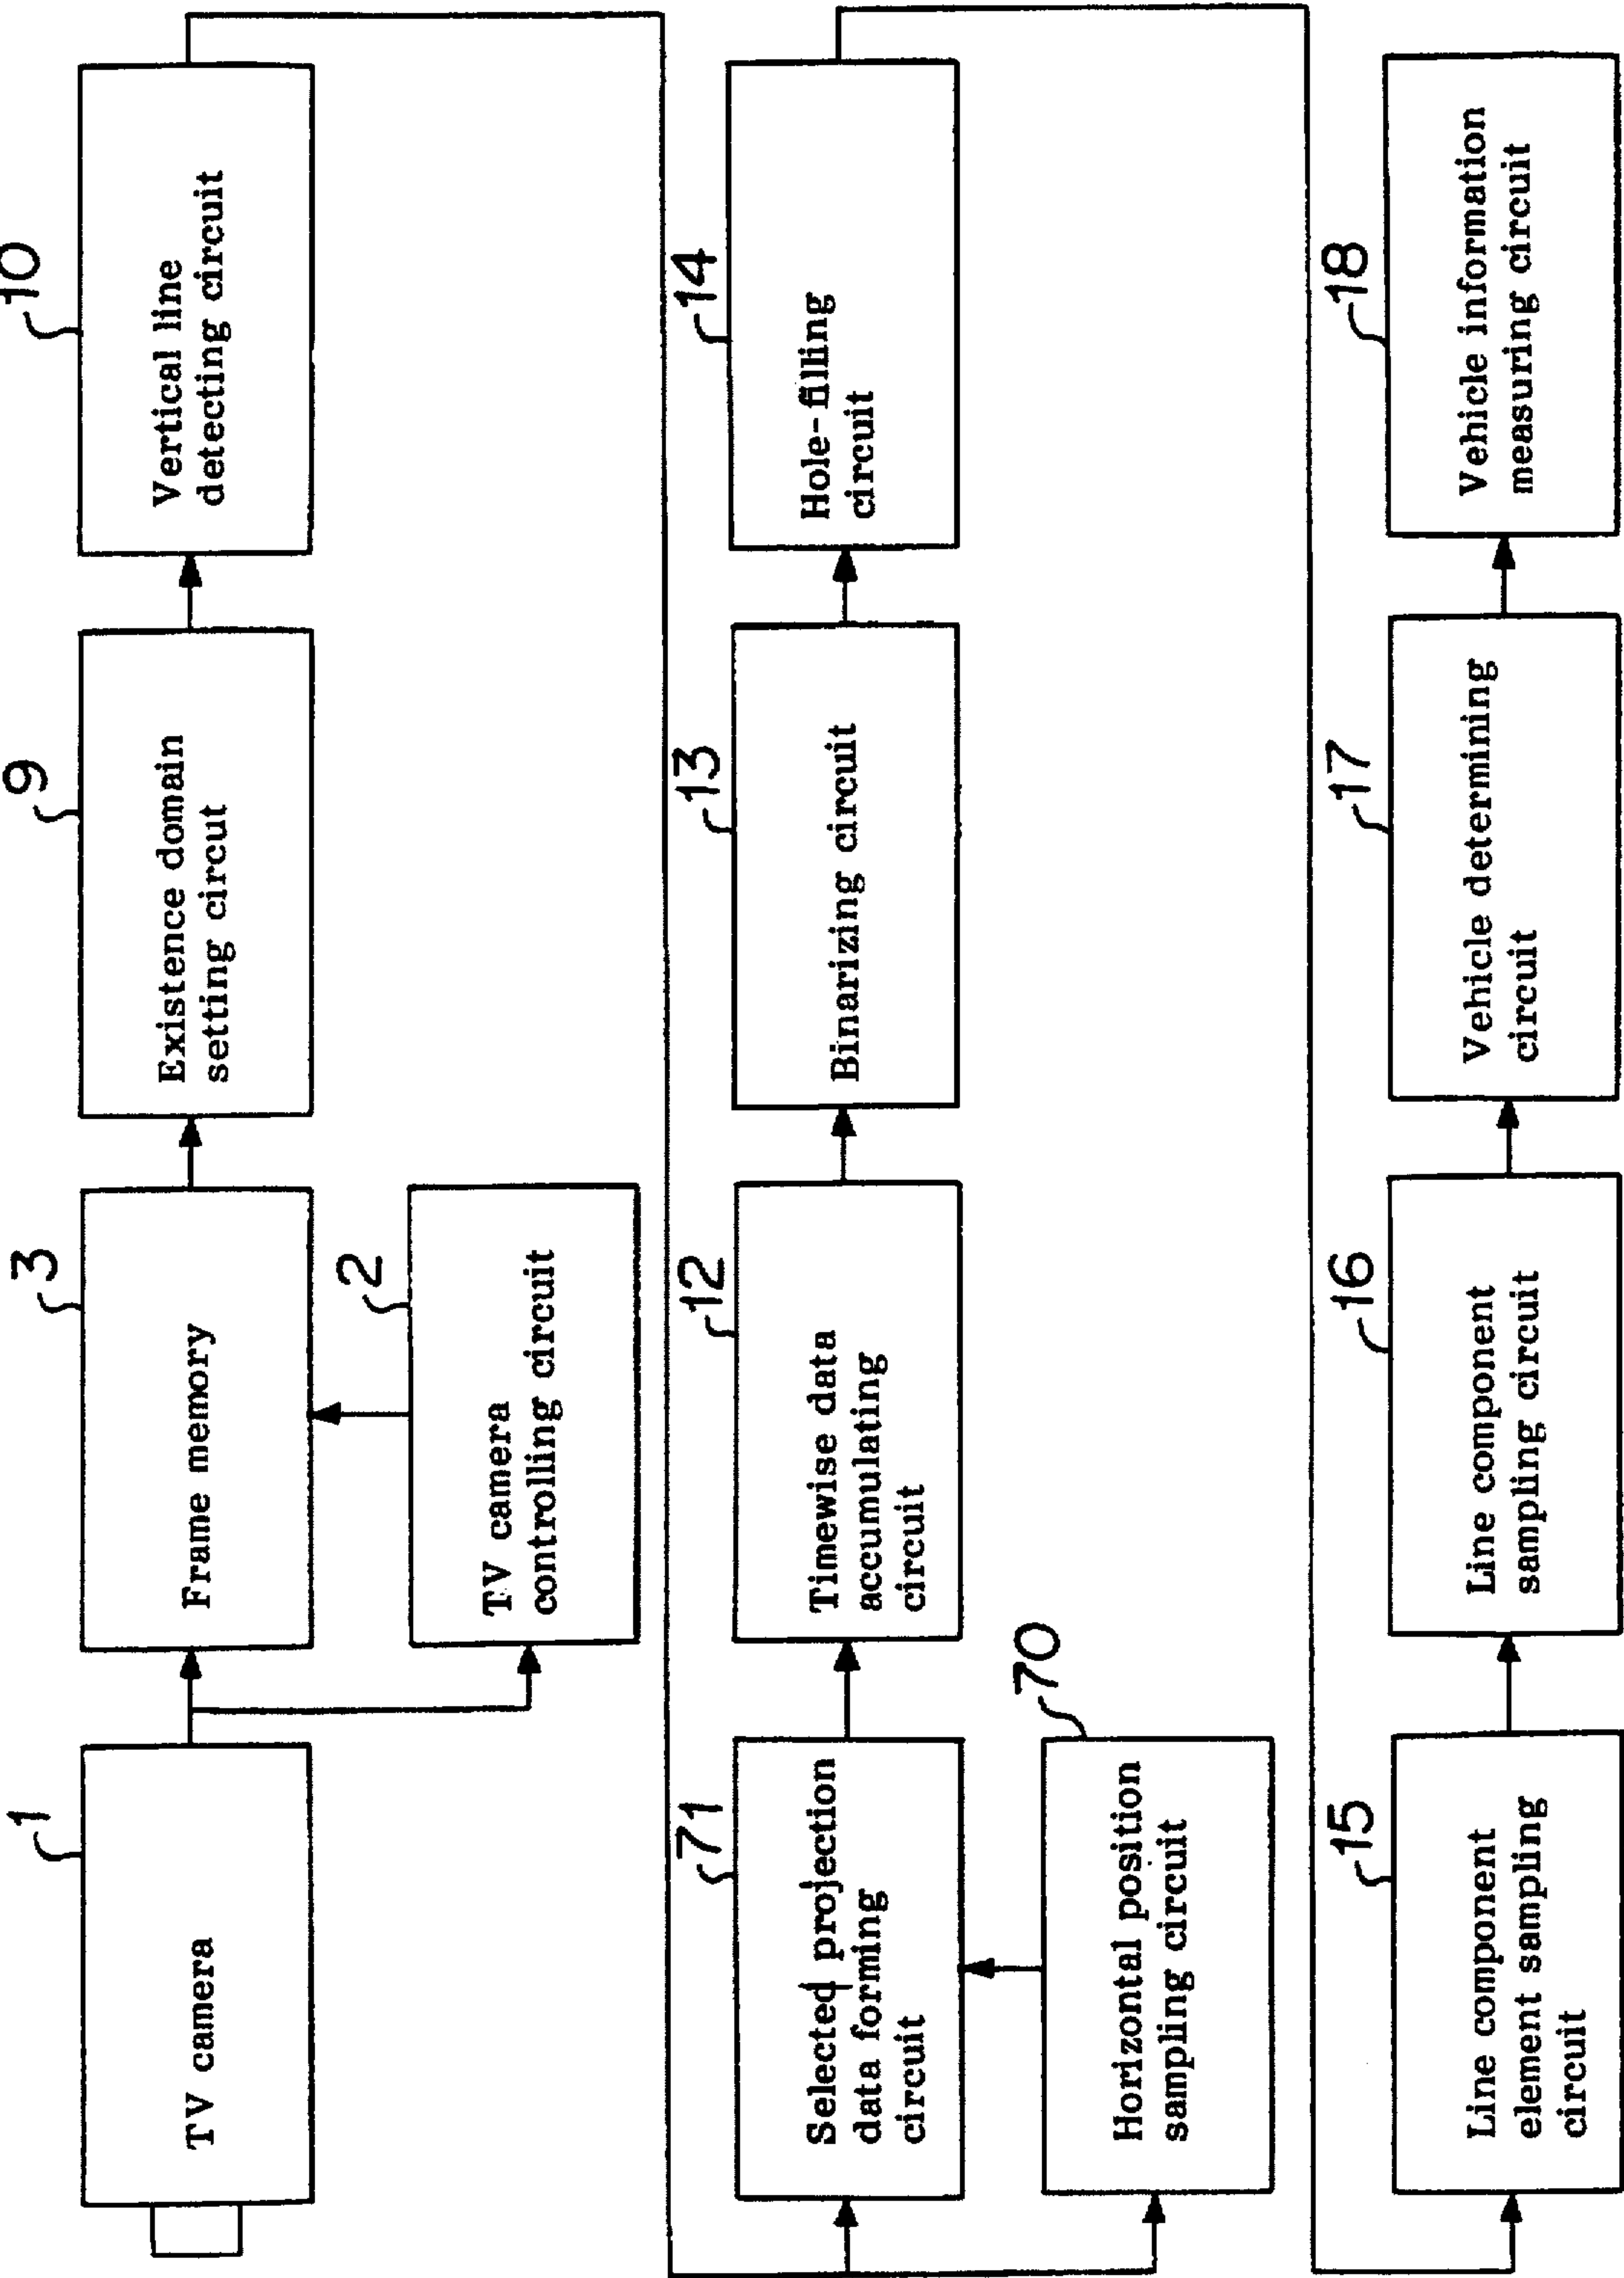 1
TV camera
3
Frame memory
2
TV camera
controlling circuit
9
Existence domain
setting circut
10
Vertical line
detecting circuit
71
Selected projection
data forming
circuit
70
Horizontal position
sampling circuit
12
Timewise data
accumulating
circuit
13
Binarizing circuit
14
Hole-filling
circuit
15
Line component
element sampling
circuit
16
Line component
sampling circuit
17
Vehicle determining
circuit
18
Vehicle information
measuring circuit